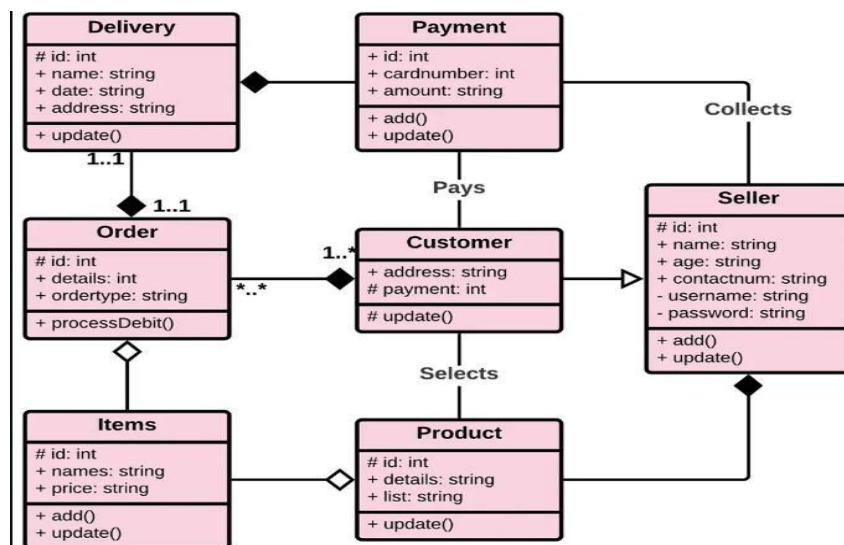 Delivery
# id: int
+ name: string
+ date: string
+ address: string
+ update()
Payment
+ id: int
+ cardnumber: int
+ amount: string
+ add()
+ update()
Collects
1..1
1..1
Pays
Order
# id: int
+ details: int
+ ordertype: string
+ processDebit()
1..*
*..*
Customer
+ address: string
# payment: int
# update()
Seller
# id: int
+ name: string
+ age: string
+ contactnum: string
- username: string
- password: string
+ add()
+ update()
Selects
Items
# id: int
+ names: string
+ price: string
+ add()
+ update()
Product
# id: int
+ details: string
+ list: string
+ update()